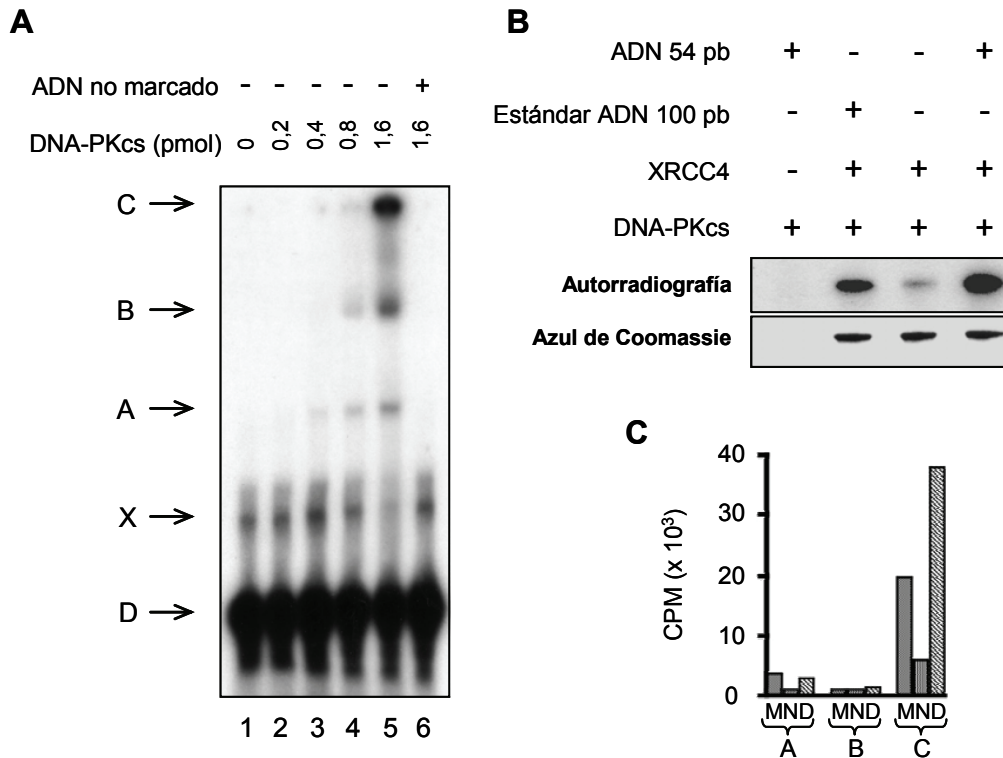 A
ADN no marcado - - - - - +
DNA-PKcs (pmol) 0 0,2 0,4 0,8 1,6 1,6
C
B
A
X
D
1 2 3 4 5 6
B
ADN 54 pb + - - +
Estándar ADN 100 pb - + - -
XRCC4 - + + +
DNA-PKcs + + + +
Autorradiografía
Azul de Coomassie
C
CPM (x 10³)
40
30
20
10
0
MND MND MND
A B C